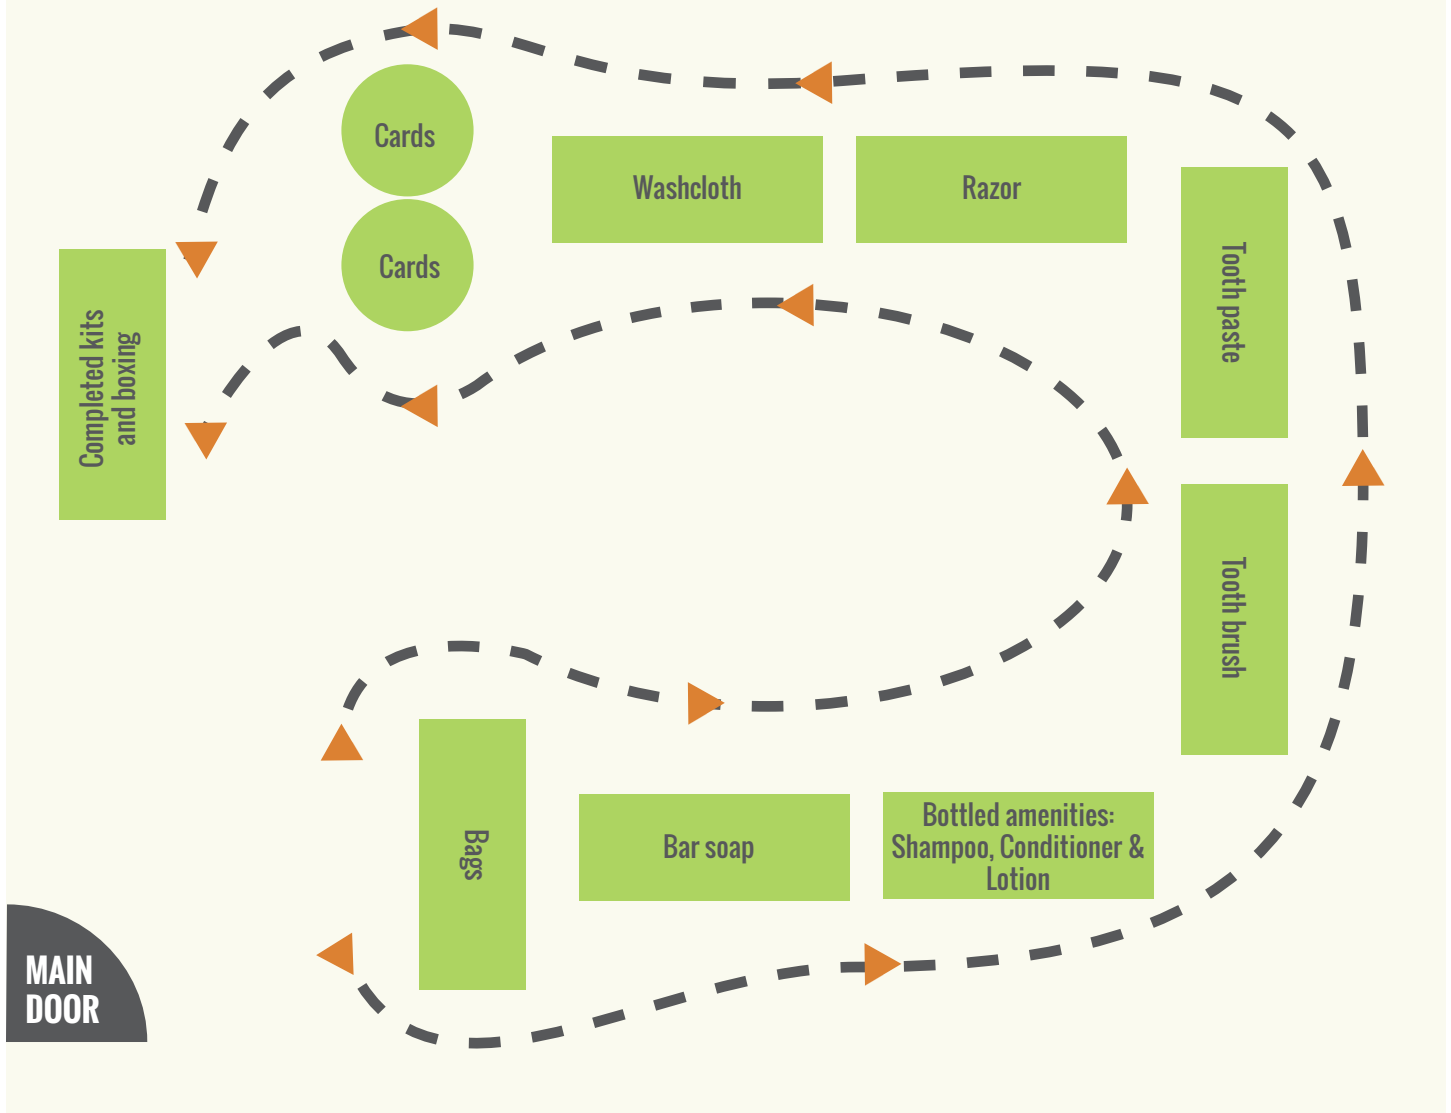 Cards
Washcloth
Razor
Cards
Tooth paste
Completed kits
and boxing
Tooth brush
Bags
Bar soap
Bottled amenities:
Shampoo, Conditioner &
Lotion
MAIN
DOOR